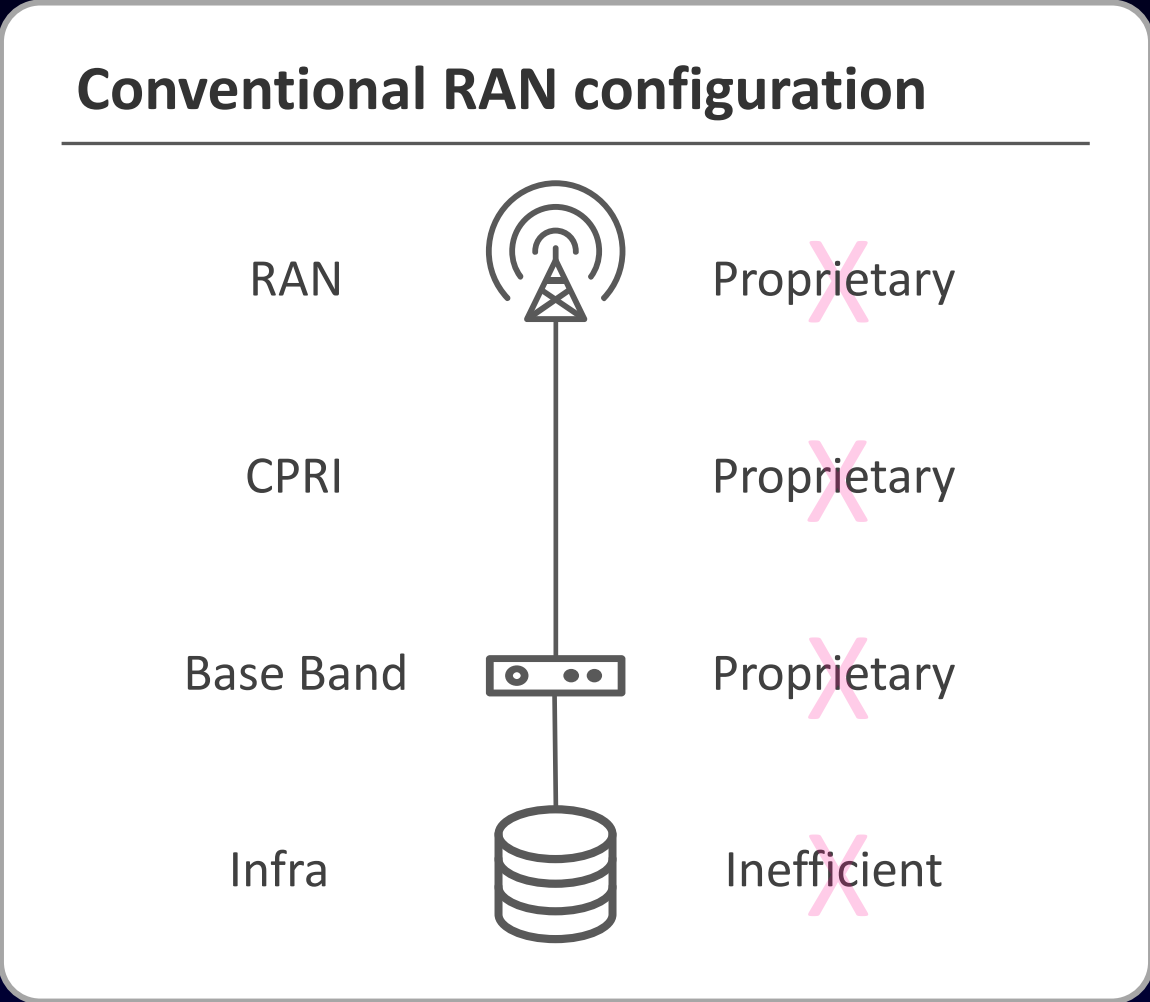 Conventional RAN configuration
RAN
Proprietary
X
CPRI
Proprietary
X
Base Band
Proprietary
X
Infra
Inefficient
X